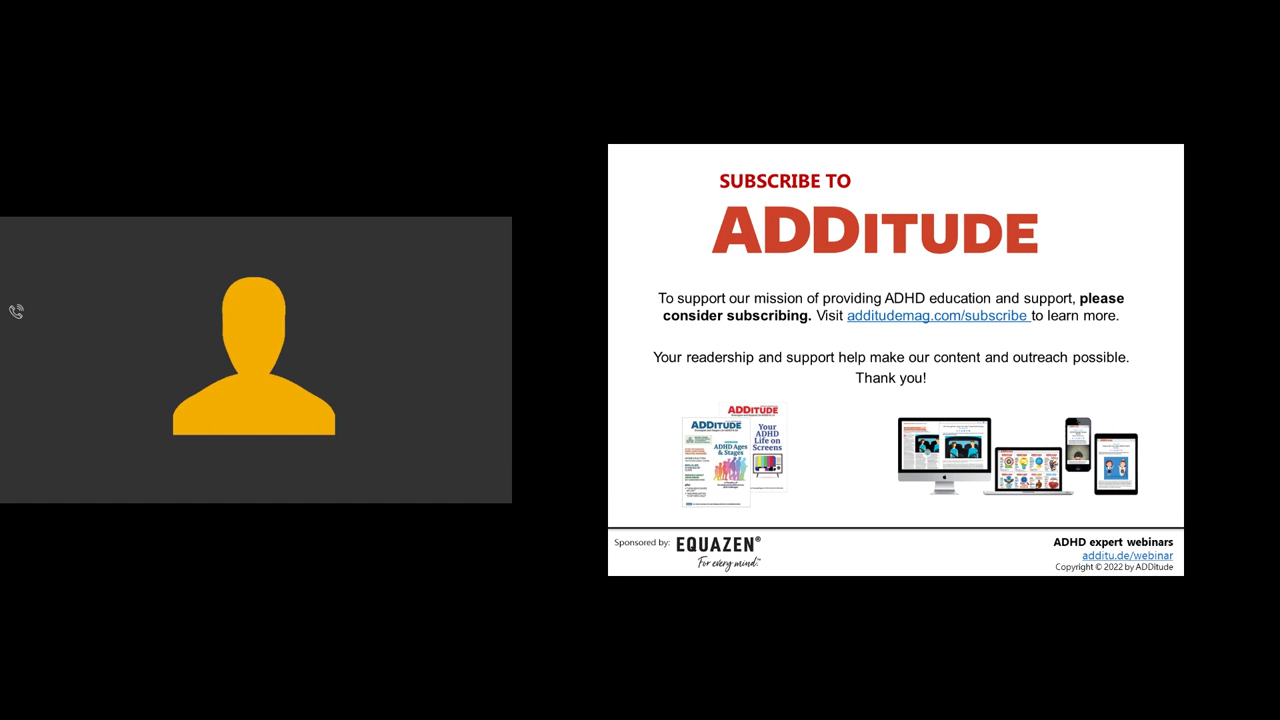 SUBSCRIBE TO
ADDITUDE
To support our mission of providing ADHD education and support, please
consider subscribing. Visit additudemag.com/subscribe to learn more.
Your readership and support help make our content and outreach possible.
Thank you!
ADDITUDE
ADDITUDE
Your
ADHD
Life on
Screens
ADHD Ages
& Stages
Sponsored by: EQUAZEN®
For every mind.™
ADHD expert webinars
additu.de/webinar
Copyright © 2022 by ADDitude